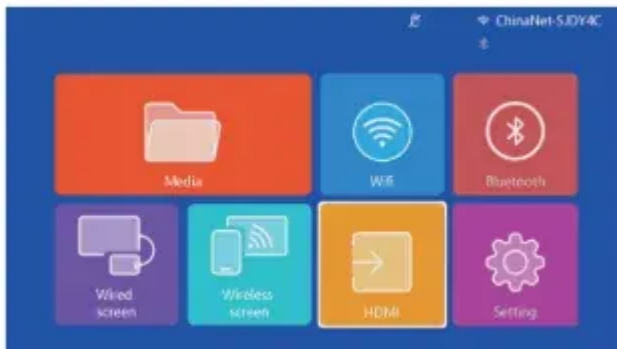 ChinaNet-SJDY4C
Media
Wifi
Bluetooth
Wired
screen
Wireless
screen
HDMI
Setting